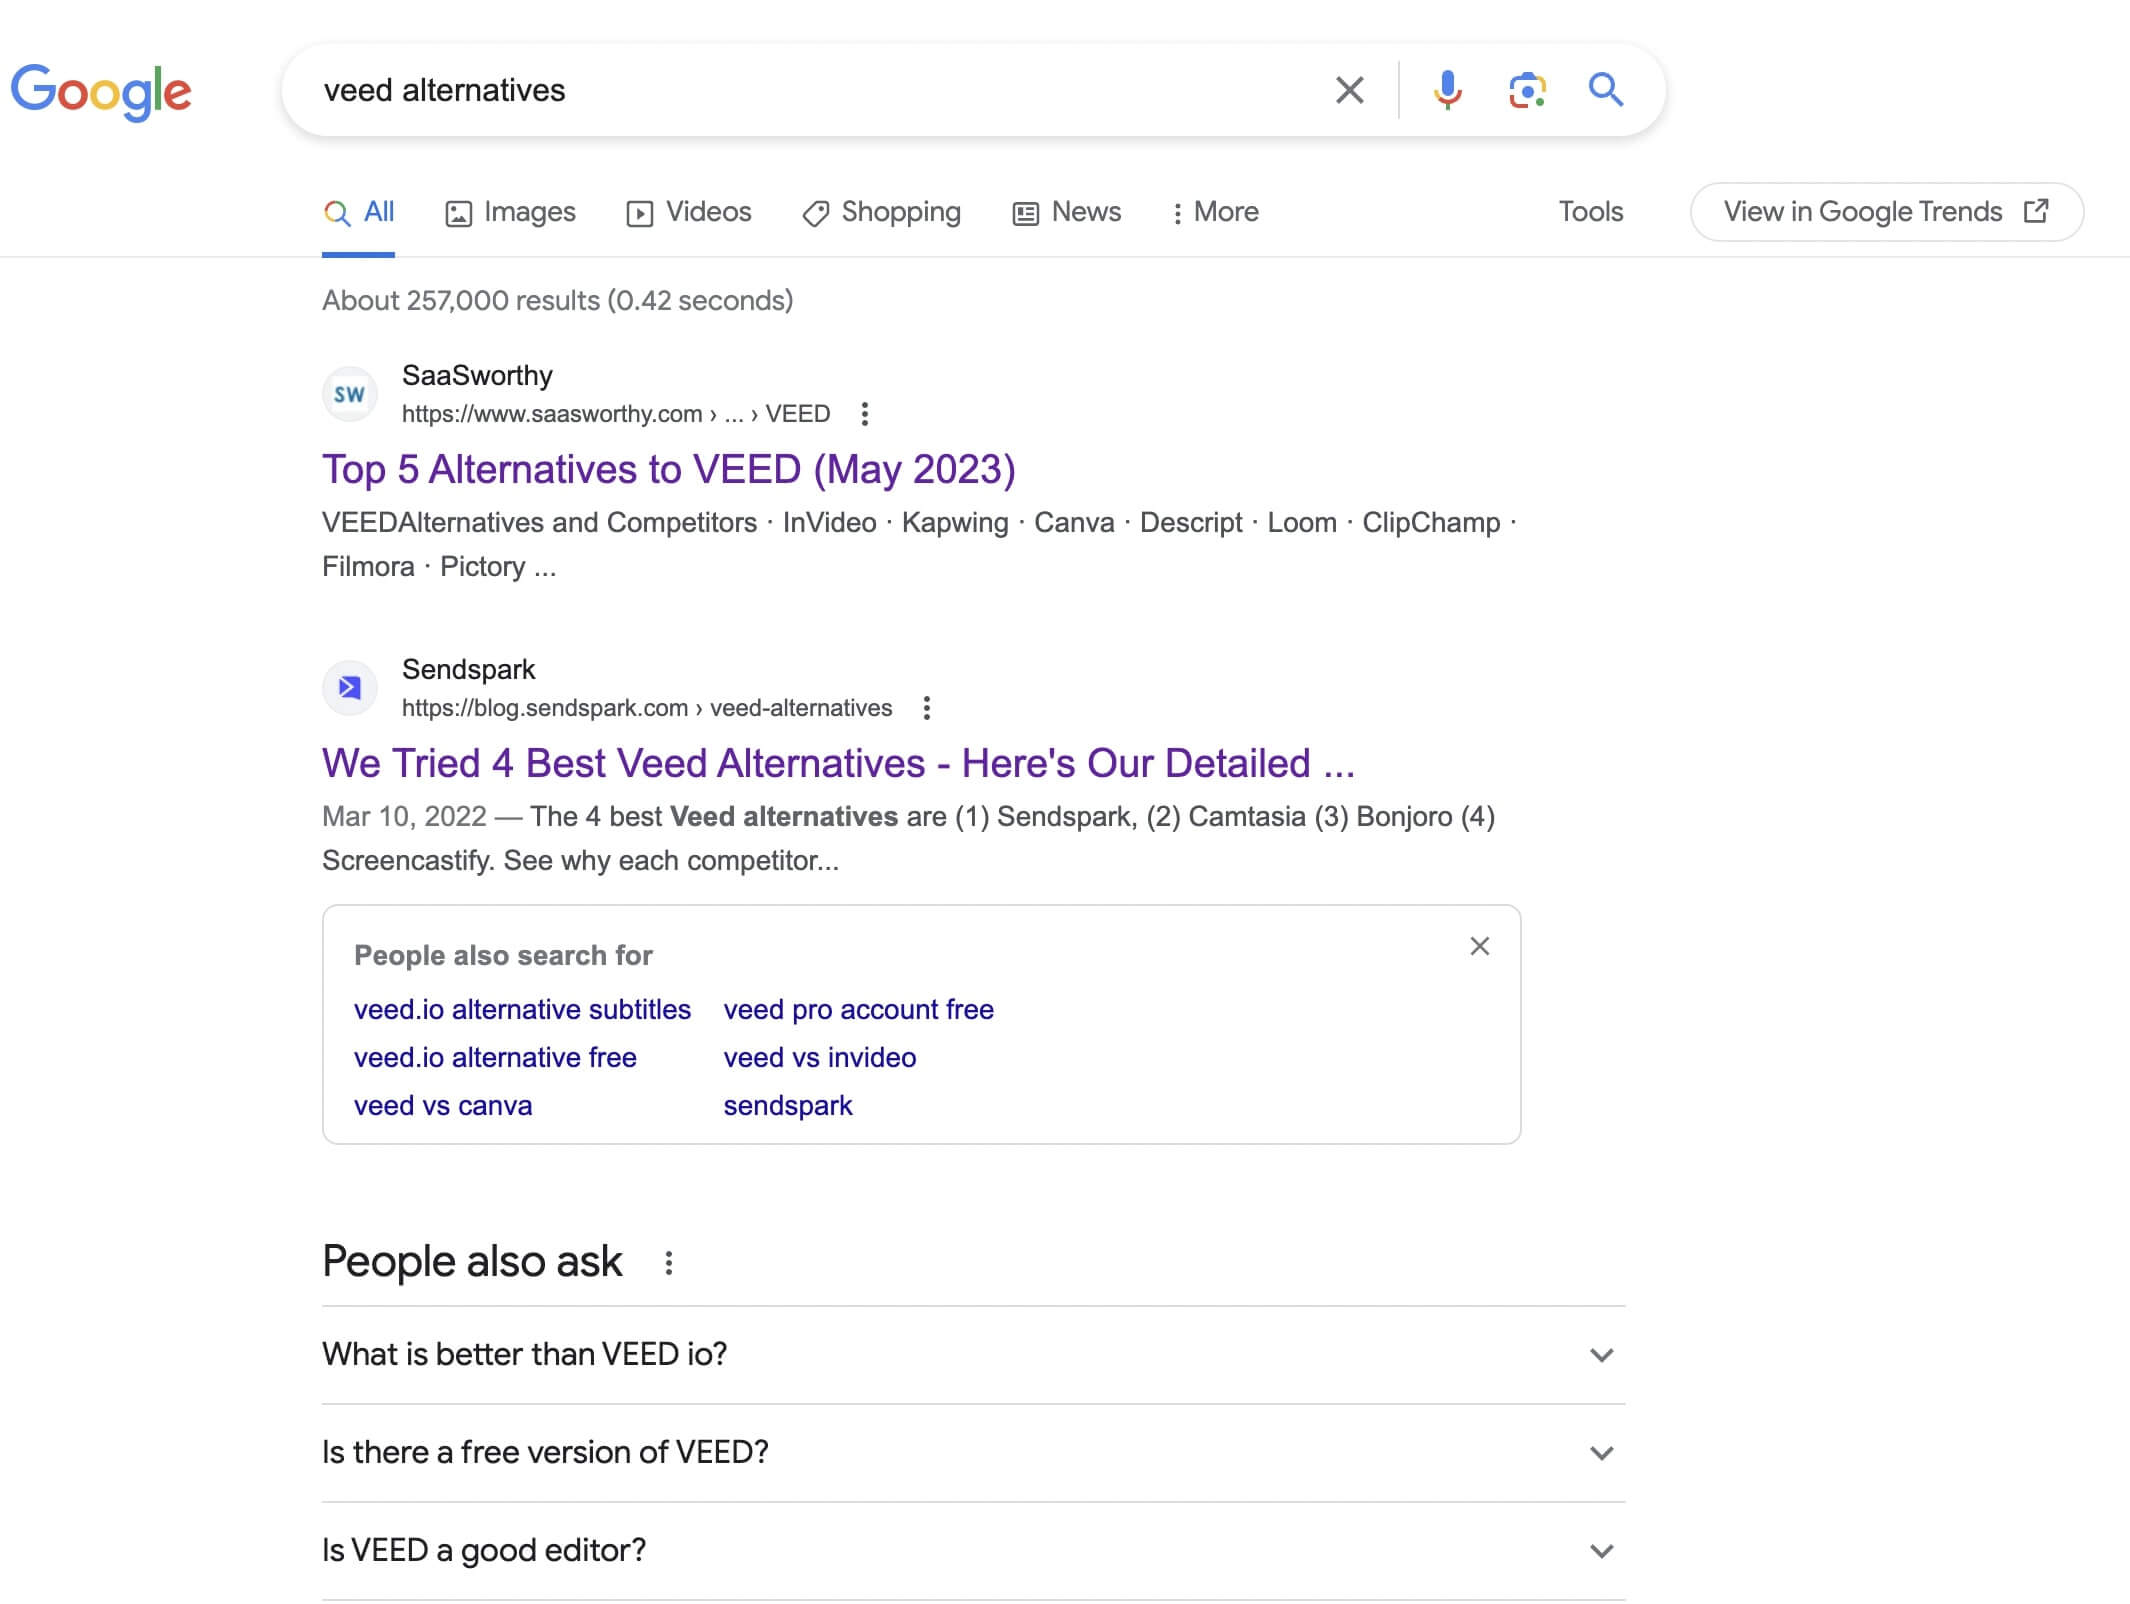 Google
veed alternatives
All Images Videos Shopping News More Tools View in Google Trends
About 257,000 results (0.42 seconds)
SW
SaaSworthy
https://www.saasworthy.com › ... › VEED
Top 5 Alternatives to VEED (May 2023)
VEEDAlternatives and Competitors · InVideo · Kapwing · Canva · Descript · Loom · ClipChamp ·
Filmora · Pictory ...
Sendspark
https://blog.sendspark.com › veed-alternatives
We Tried 4 Best Veed Alternatives - Here's Our Detailed ...
Mar 10, 2022 — The 4 best Veed alternatives are (1) Sendspark, (2) Camtasia (3) Bonjoro (4)
Screencastify. See why each competitor...
People also search for
veed.io alternative subtitles veed pro account free
veed.io alternative free veed vs invideo
veed vs canva sendspark
People also ask
What is better than VEED io?
Is there a free version of VEED?
Is VEED a good editor?